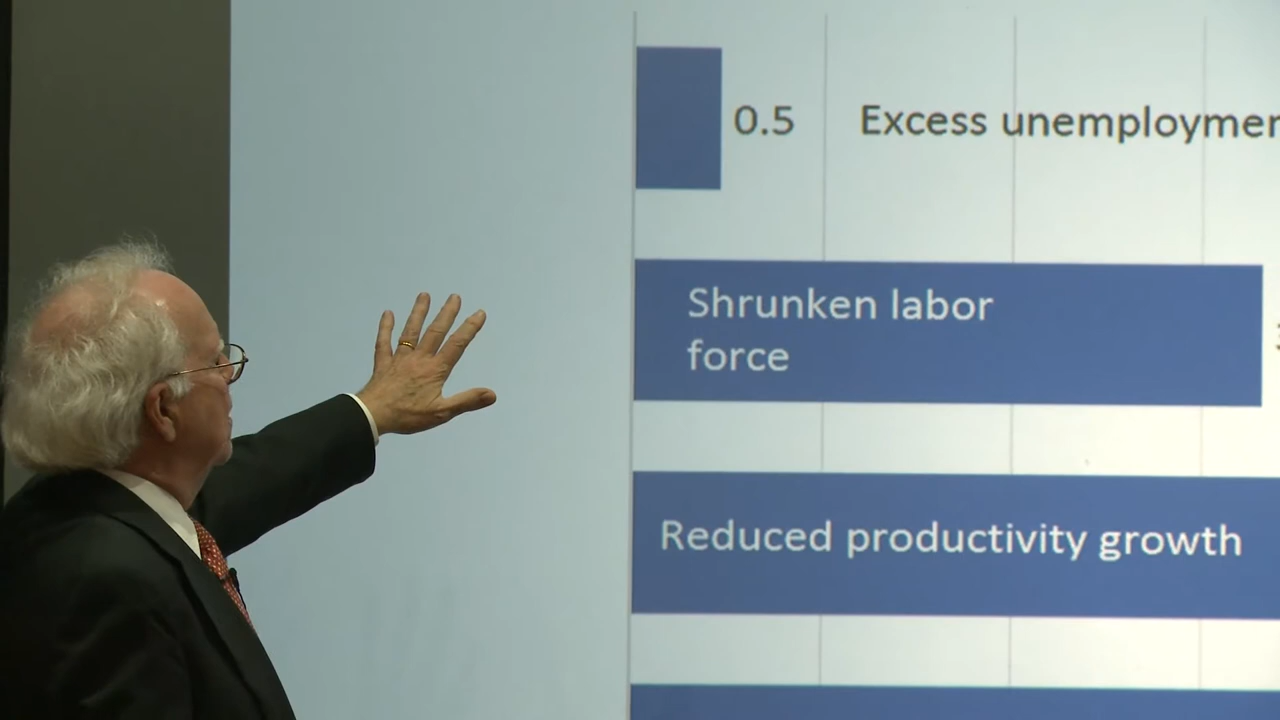 0.5 Excess unemploymen
Shrunken labor
force
Reduced productivity growth